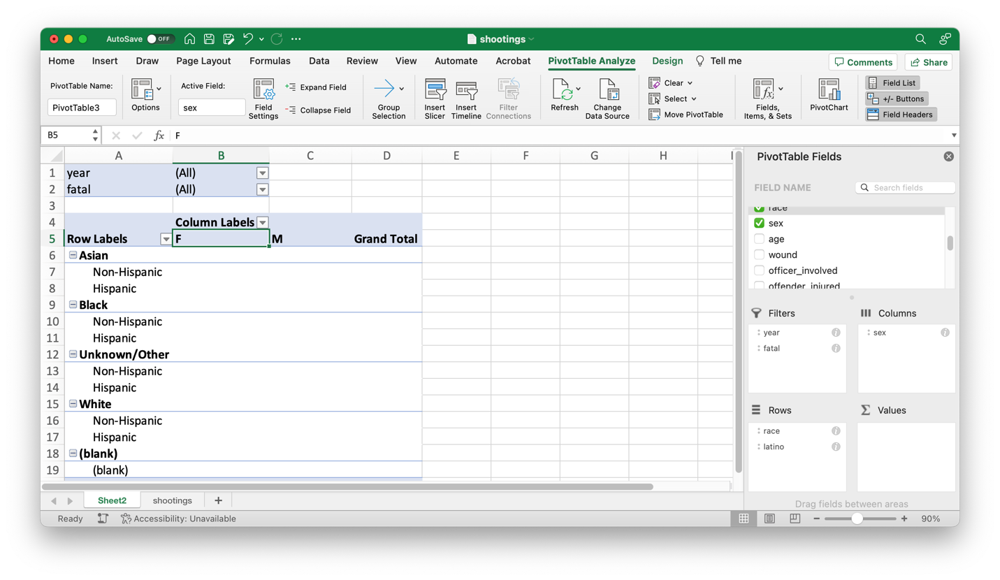 AutoSave OFF shootings
Home Insert Draw Page Layout Formulas Data Review View Automate Acrobat PivotTable Analyze Design Tell me Comments Share
PivotTable Name:
PivotTable3
Options
Active Field:
sex
Field Settings
Expand Field
Collapse Field
Group Selection
Insert Slicer
Insert Timeline
Filter Connections
Refresh
Change Data Source
Clear
Select
Move PivotTable
Fields, Items, & Sets
PivotChart
Field List
+/- Buttons
Field Headers
B5 fx F
A B C D E F G H
1 year (All)
2 fatal (All)
3
4 Column Labels
5 Row Labels F M Grand Total
6 Asian
7 Non-Hispanic
8 Hispanic
9 Black
10 Non-Hispanic
11 Hispanic
12 Unknown/Other
13 Non-Hispanic
14 Hispanic
15 White
16 Non-Hispanic
17 Hispanic
18 (blank)
19 (blank)
PivotTable Fields
FIELD NAME Search fields
race
sex
age
wound
officer_involved
offender_injured
Filters
year
fatal
Columns
sex
Rows
race
latino
Values
Drag fields between areas
Sheet2 shootings +
Ready Accessibility: Unavailable 90%